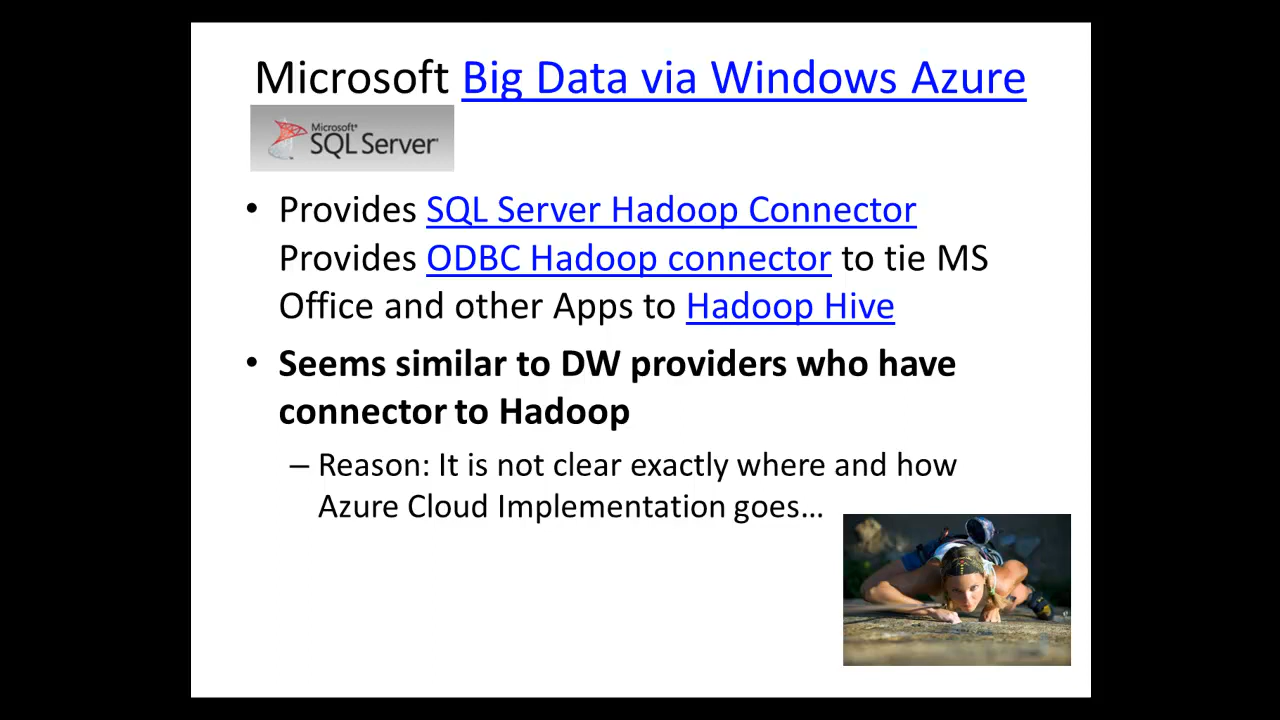 Microsoft Big Data via Windows Azure
Microsoft®
SQL Server®
• Provides SQL Server Hadoop Connector
Provides ODBC Hadoop connector to tie MS
Office and other Apps to Hadoop Hive
• Seems similar to DW providers who have
connector to Hadoop
– Reason: It is not clear exactly where and how
Azure Cloud Implementation goes…